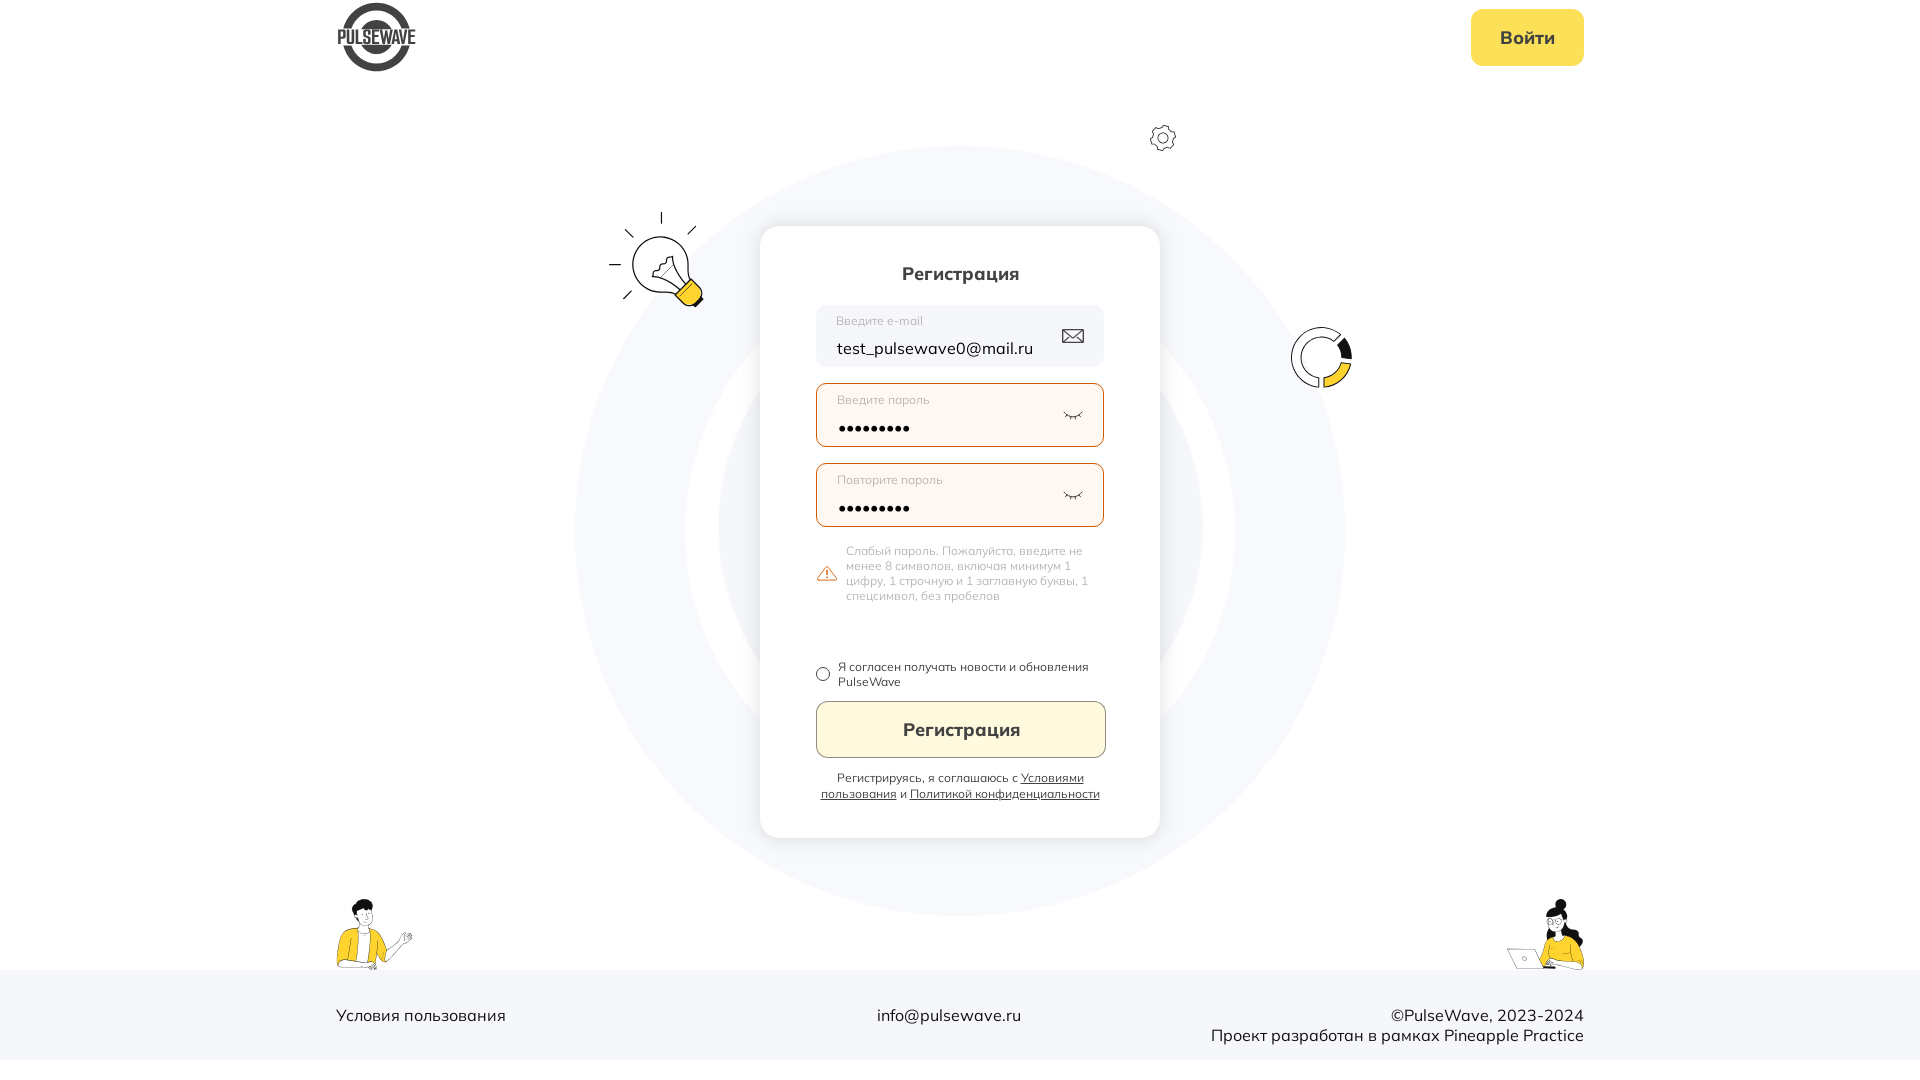 PULSEWAVE
Войти
Регистрация
Введите e-mail
test_pulsewave0@mail.ru
Введите пароль
•••••••••
Повторите пароль
•••••••••
Слабый пароль. Пожалуйста, введите не
менее 8 символов, включая минимум 1
цифру, 1 строчную и 1 заглавную буквы, 1
спецсимвол, без пробелов
Я согласен получать новости и обновления
PulseWave
Регистрация
Регистрируясь, я соглашаюсь с Условиями
пользования и Политикой конфиденциальности
Условия пользования
info@pulsewave.ru
©PulseWave, 2023-2024
Проект разработан в рамках Pineapple Practice